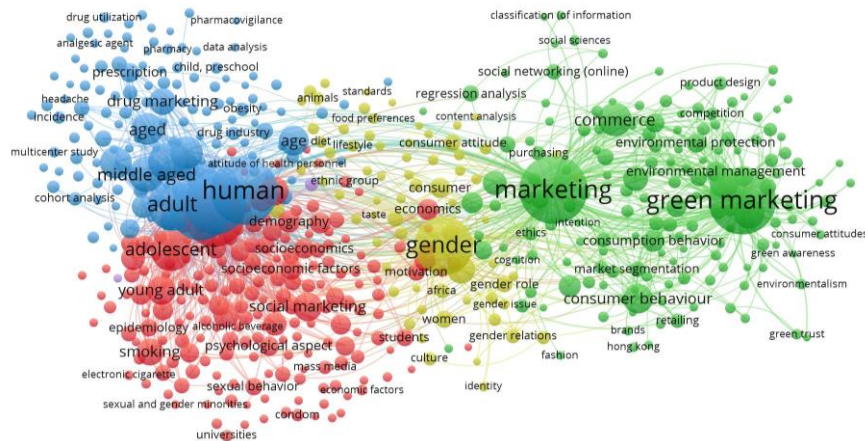 drug utilization
pharmacovigilance
classification (of information
analgesic agent
pharmacy
data analysis
social sciences
prescription
child, preschool
social networking (online)
headache
drug marketing
animals
standards
regression analysis
product design
incidence
obesity
food preferences
content analysis
commerce
competition
aged
drug industry
age
diet
lifestyle
consumer attitude
environmental protection
multicenter study
attitude of health personnel
purchasing
middle aged
human
ethnic group
consumer
marketing
environmental management
cohort analysis
adult
taste
economics
green marketing
demography
ethics
intention
consumption behavior
consumer attitudes
adolescent
socioeconomics
gender
cognition
green awareness
socioeconomic factors
motivation
market segmentation
young adult
africa
gender role
environmentalism
social marketing
gender issue
consumer behaviour
epidemiology
alcoholic beverage
women
retailing
smoking
psychological aspect
students
gender relations
brands
green trust
electronic cigarette
mass media
culture
fashion
hong kong
sexual behavior
economic factors
identity
sexual and gender minorities
condom
universities